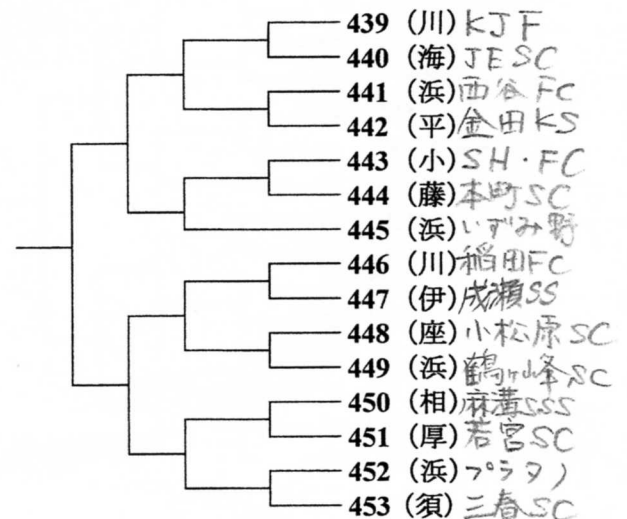 439 (川) KJF
440 (海) JESC
441 (浜)西谷FC
442 (平) 金田KS
443 (小) SH・FC
444 (藤) 本町SC
445 (浜) いずみ野
446 (川) 稲田FC
447 (伊) 成瀬SS
448 (座) 小松原SC
449 (浜) 鶴ヶ峰SC
450 (相) 麻溝SSS
451 (厚) 若宮SC
452 (浜) プラタノ
453 (須) 三春SC